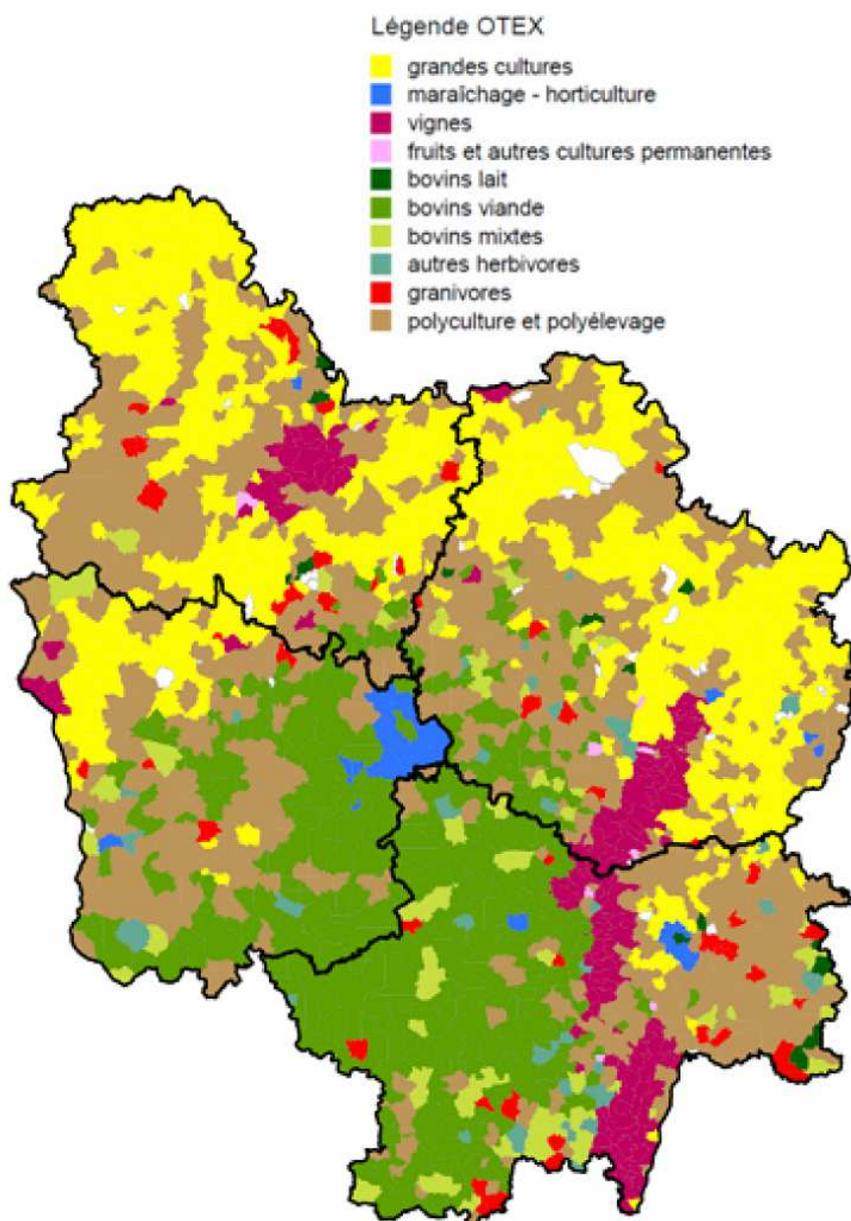 Légende OTEX
grandes cultures
maraîchage - horticulture
vignes
fruits et autres cultures permanentes
bovins lait
bovins viande
bovins mixtes
autres herbivores
granivores
polyculture et polyélevage